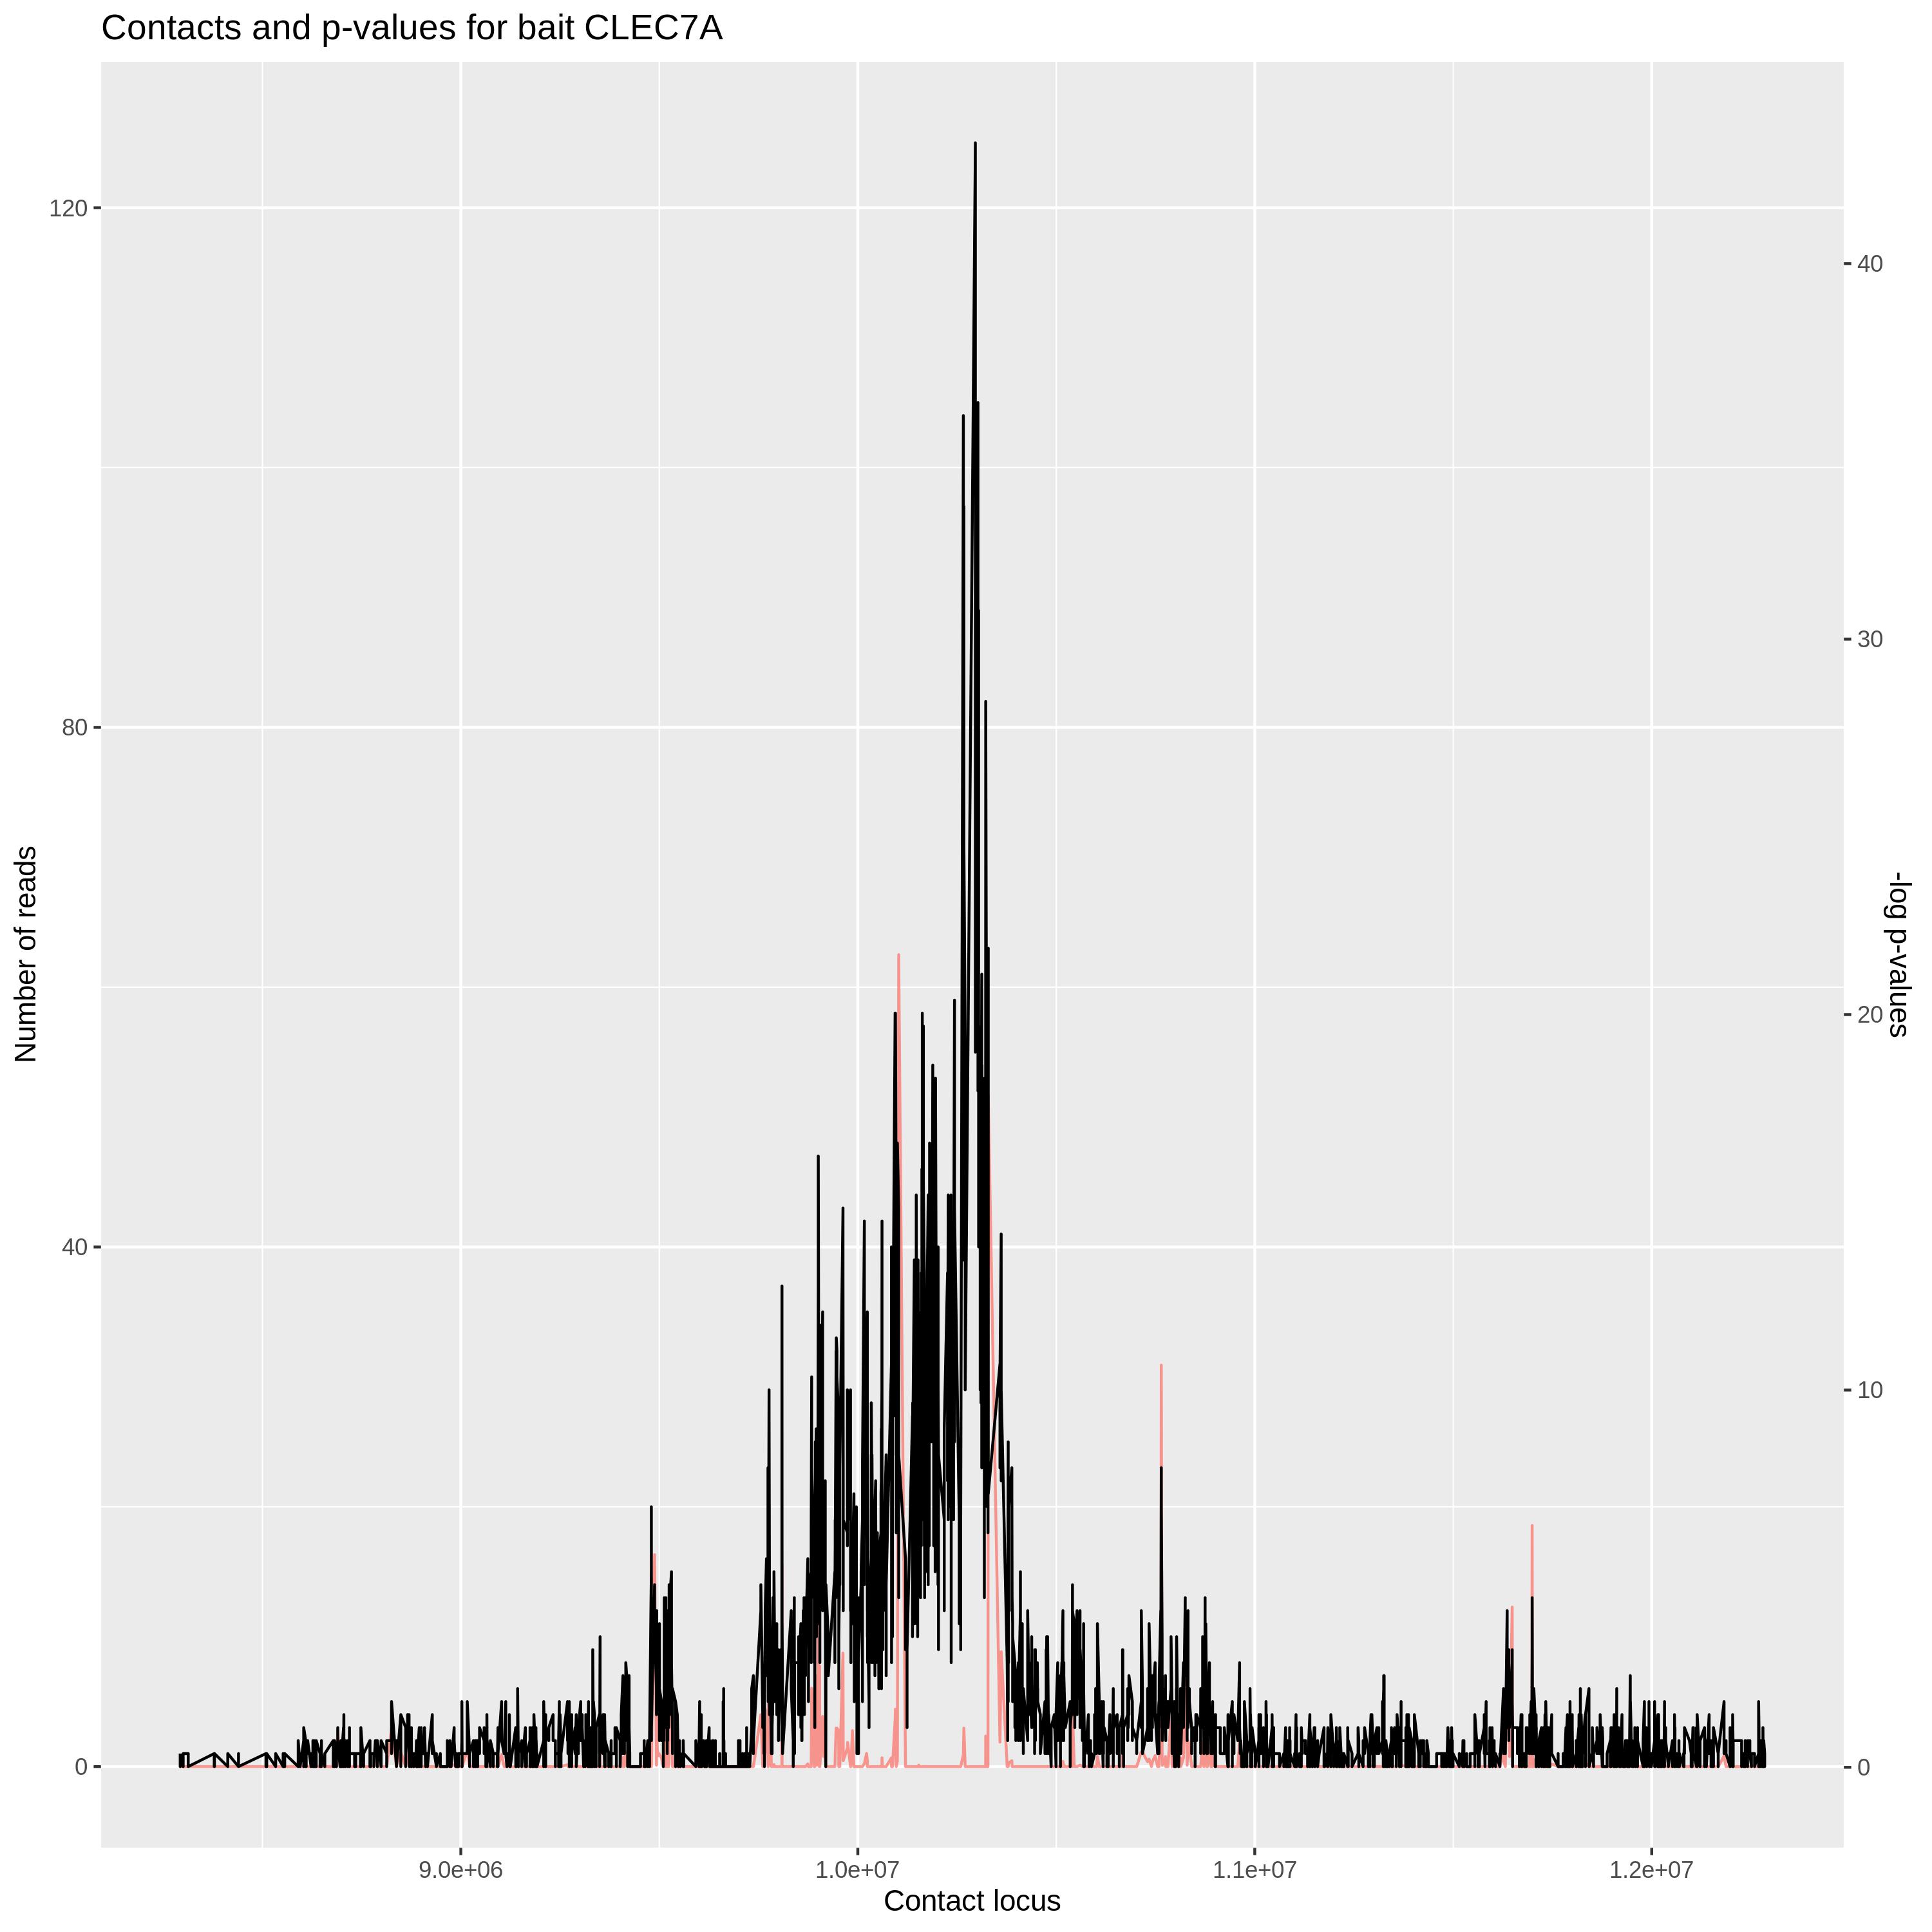 Contacts and p-values for bait CLEC7A
120
80
40
0
Number of reads
40
30
20
10
0
-log p-values
9.0e+06
1.0e+07
1.1e+07
1.2e+07
Contact locus